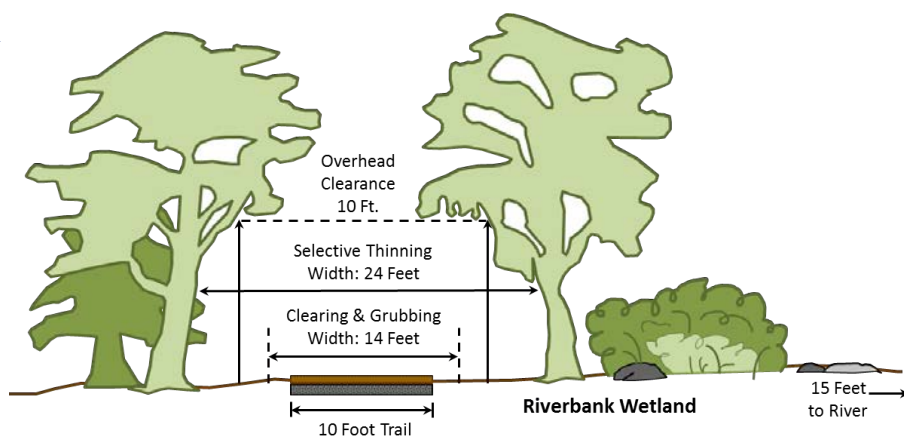 Overhead
Clearance
10 Ft.
Selective Thinning
Width: 24 Feet
Clearing & Grubbing
Width: 14 Feet
10 Foot Trail
Riverbank Wetland
15 Feet
to River